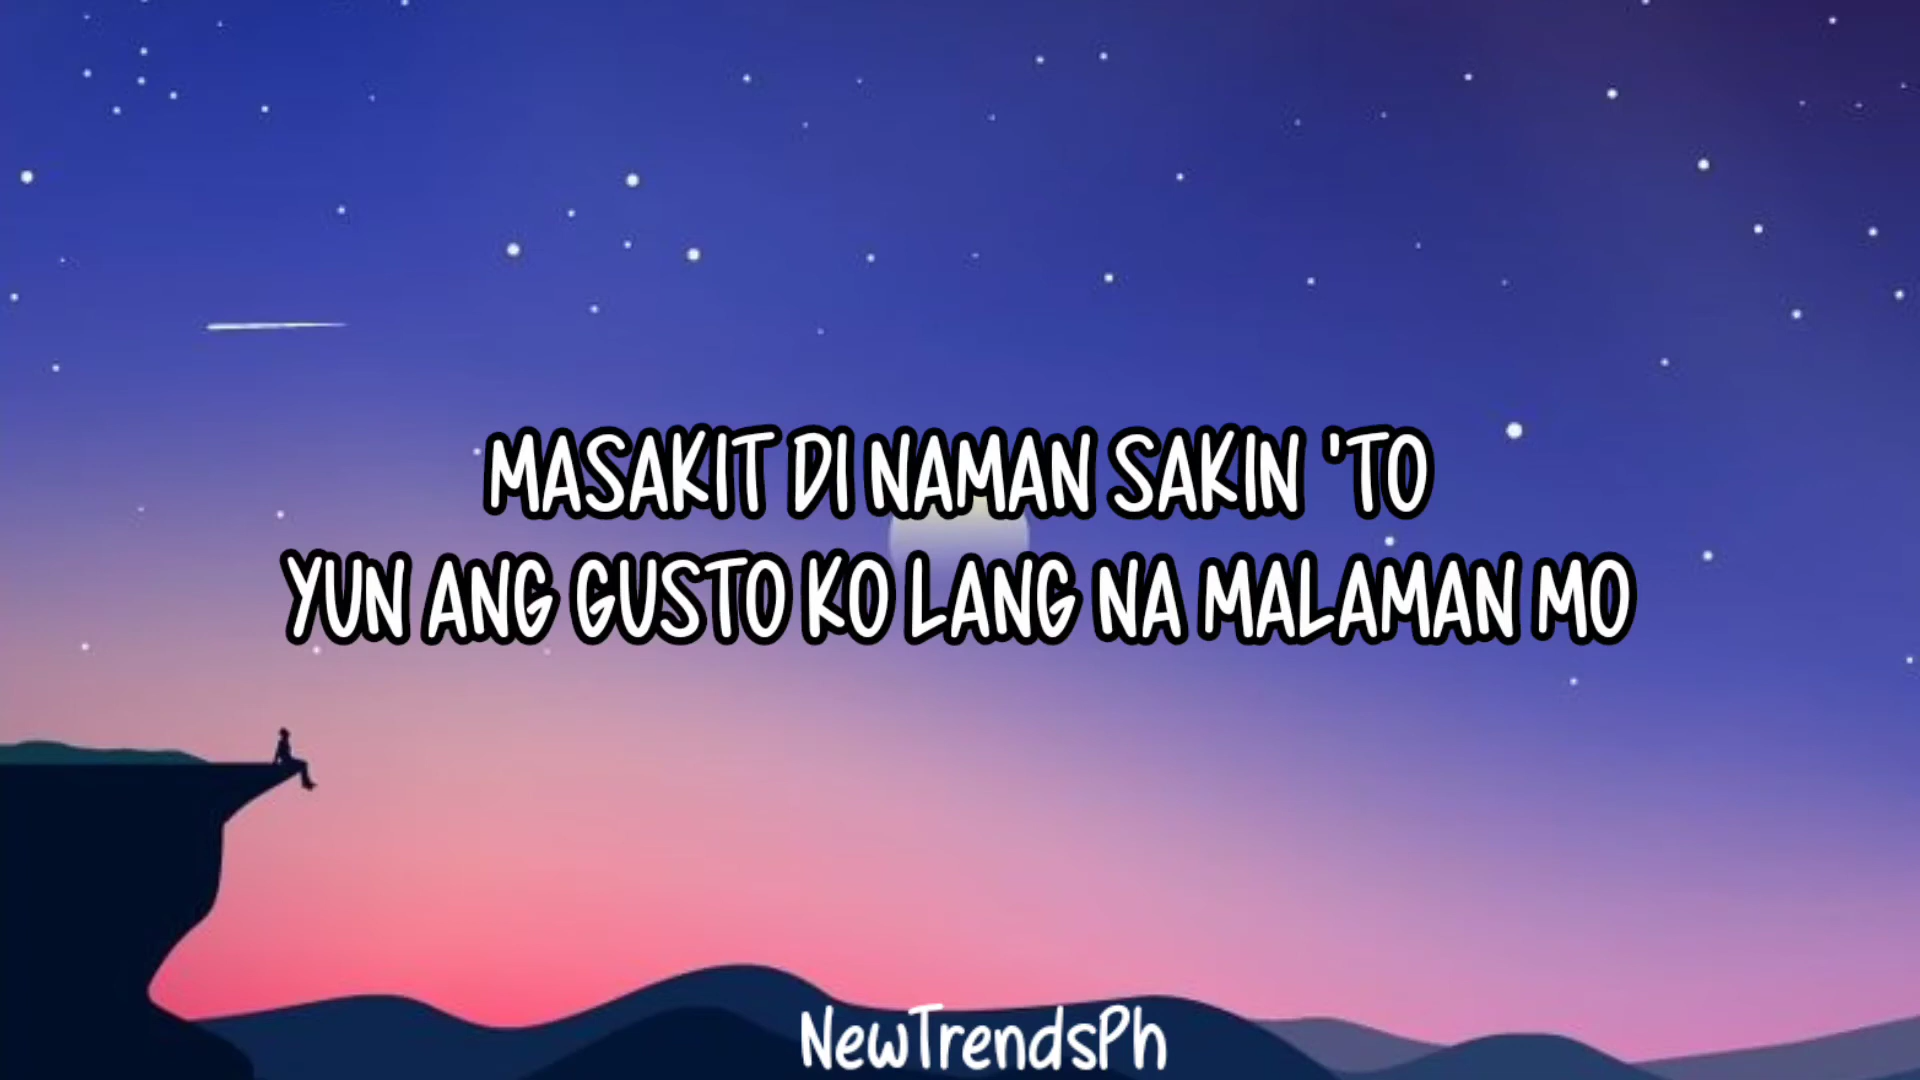 MASAKIT DI NAMAN SAKIN 'TO
YUN ANG GUSTO KO LANG NA MALAMAN MO
NewTrendsPh